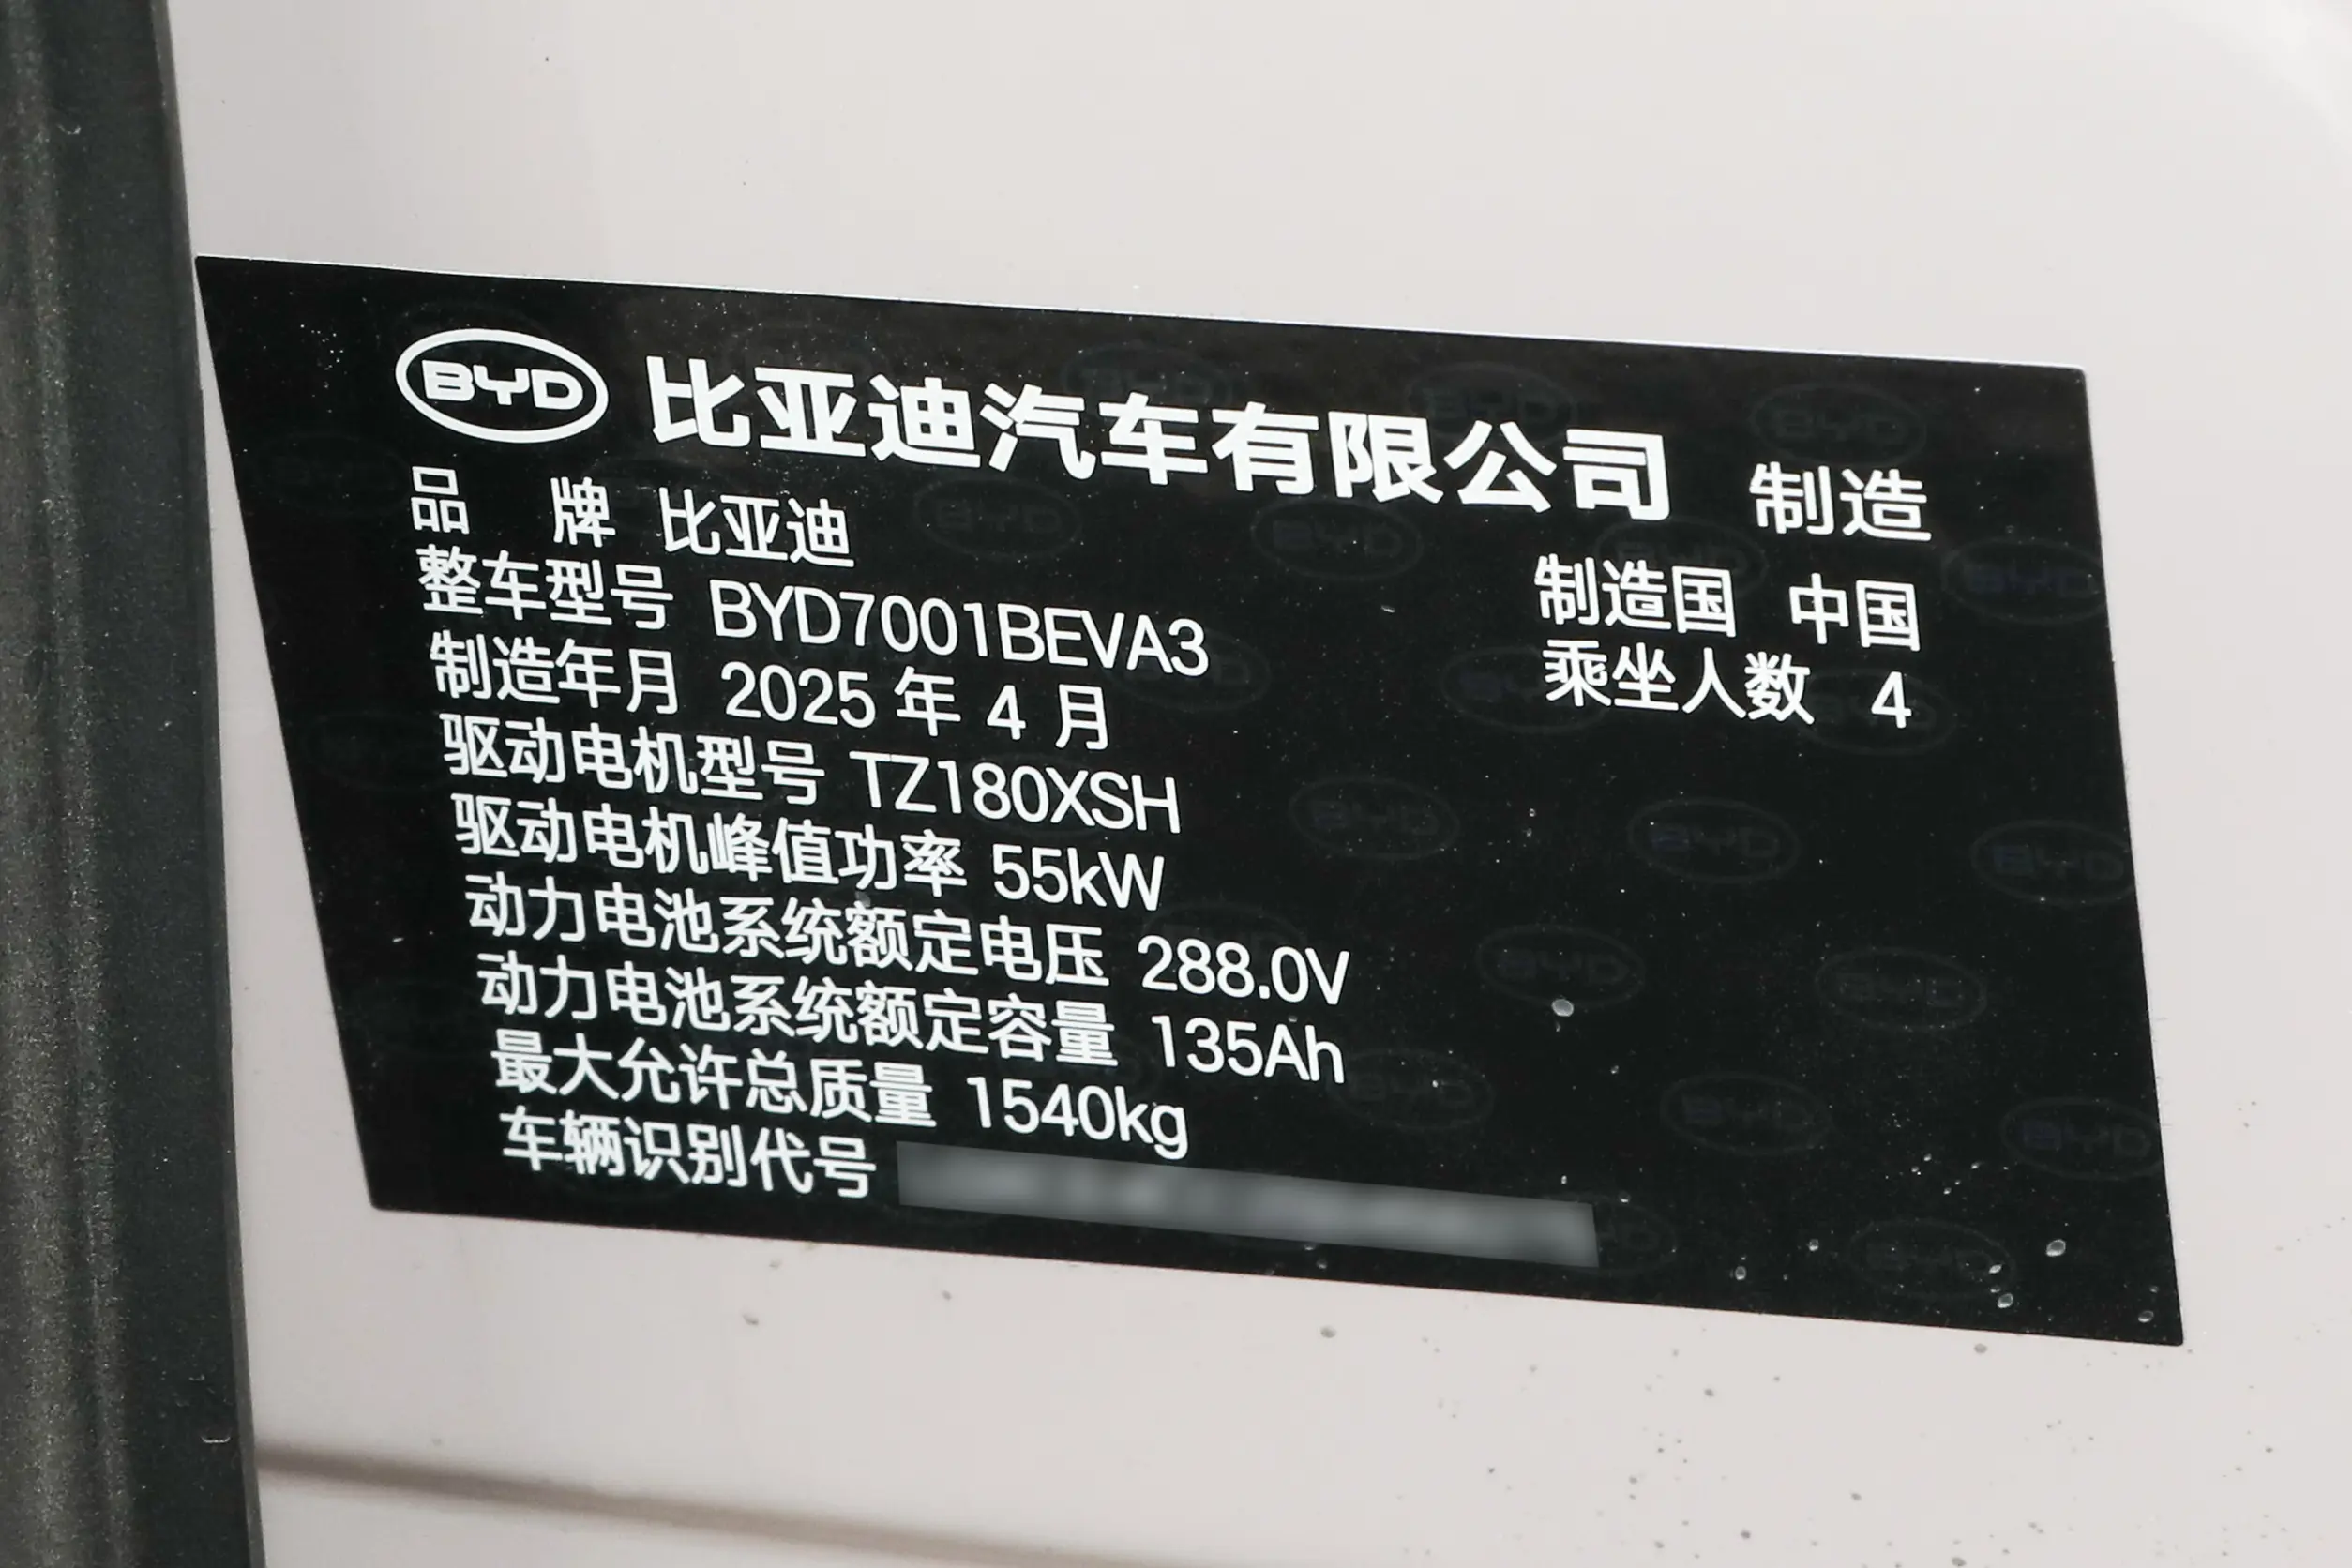 BYD 比亚迪汽车有限公司 制造
品 牌 比亚迪
制造国 中国
整车型号 BYD7001BEVA3
乘坐人数 4
制造年月 2025 年 4 月
驱动电机型号 TZ180XSH
驱动电机峰值功率 55kW
动力电池系统额定电压 288.0V
动力电池系统额定容量 135Ah
最大允许总质量 1540kg
车辆识别代号